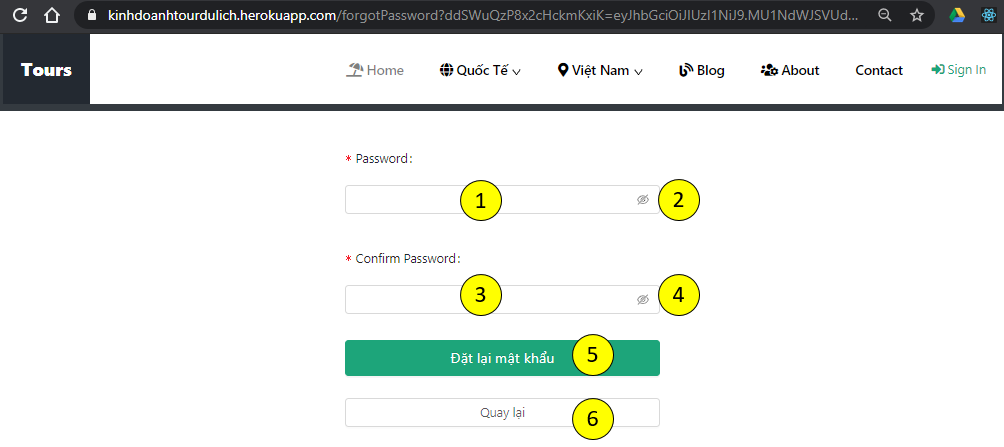 kinhdoanhtourdulich.herokuapp.com/forgotPassword?ddSWuQzP8x2cHckmKxiK=eyJhbGciOiJIUzI1NiJ9.MU1NdWJSVUd...
Tours Home Quốc Tế Việt Nam Blog About Contact Sign In
* Password:
1 2
* Confirm Password:
3 4
Đặt lại mật khẩu 5
Quay lại 6